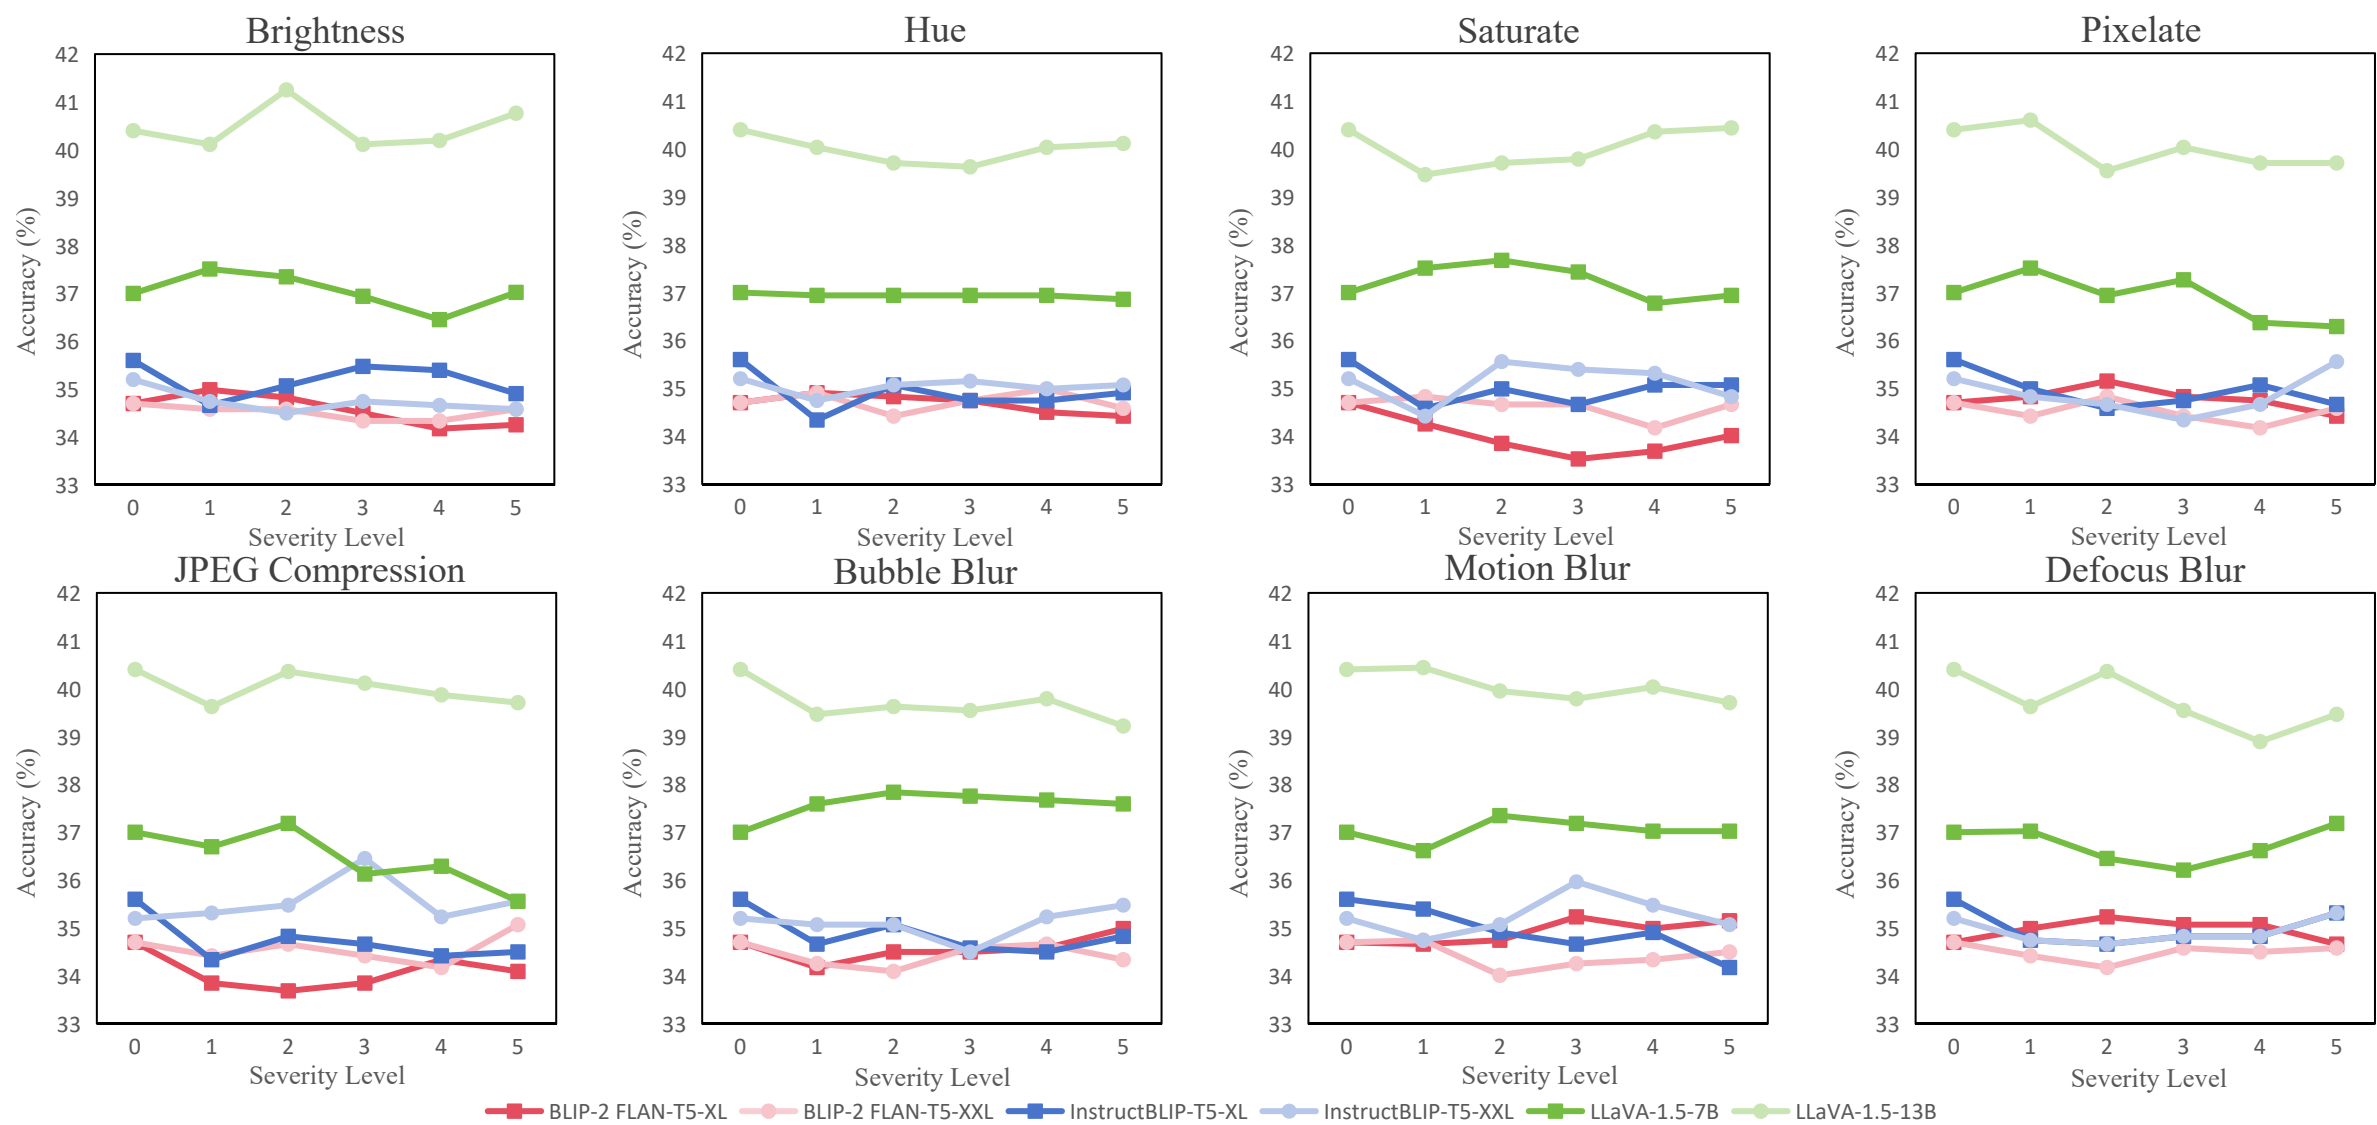 Brightness
42
41
40
39
38
37
36
35
34
33
Accuracy (%)
0 1 2 3 4 5
Severity Level
Hue
42
41
40
39
38
37
36
35
34
33
Accuracy (%)
0 1 2 3 4 5
Severity Level
Saturate
42
41
40
39
38
37
36
35
34
33
Accuracy (%)
0 1 2 3 4 5
Severity Level
Pixelate
42
41
40
39
38
37
36
35
34
33
Accuracy (%)
0 1 2 3 4 5
Severity Level
JPEG Compression
42
41
40
39
38
37
36
35
34
33
Accuracy (%)
0 1 2 3 4 5
Severity Level
Bubble Blur
42
41
40
39
38
37
36
35
34
33
Accuracy (%)
0 1 2 3 4 5
Severity Level
Motion Blur
42
41
40
39
38
37
36
35
34
33
Accuracy (%)
0 1 2 3 4 5
Severity Level
Defocus Blur
42
41
40
39
38
37
36
35
34
33
Accuracy (%)
0 1 2 3 4 5
Severity Level
BLIP-2 FLAN-T5-XL BLIP-2 FLAN-T5-XXL InstructBLIP-T5-XL InstructBLIP-T5-XXL LLaVA-1.5-7B LLaVA-1.5-13B